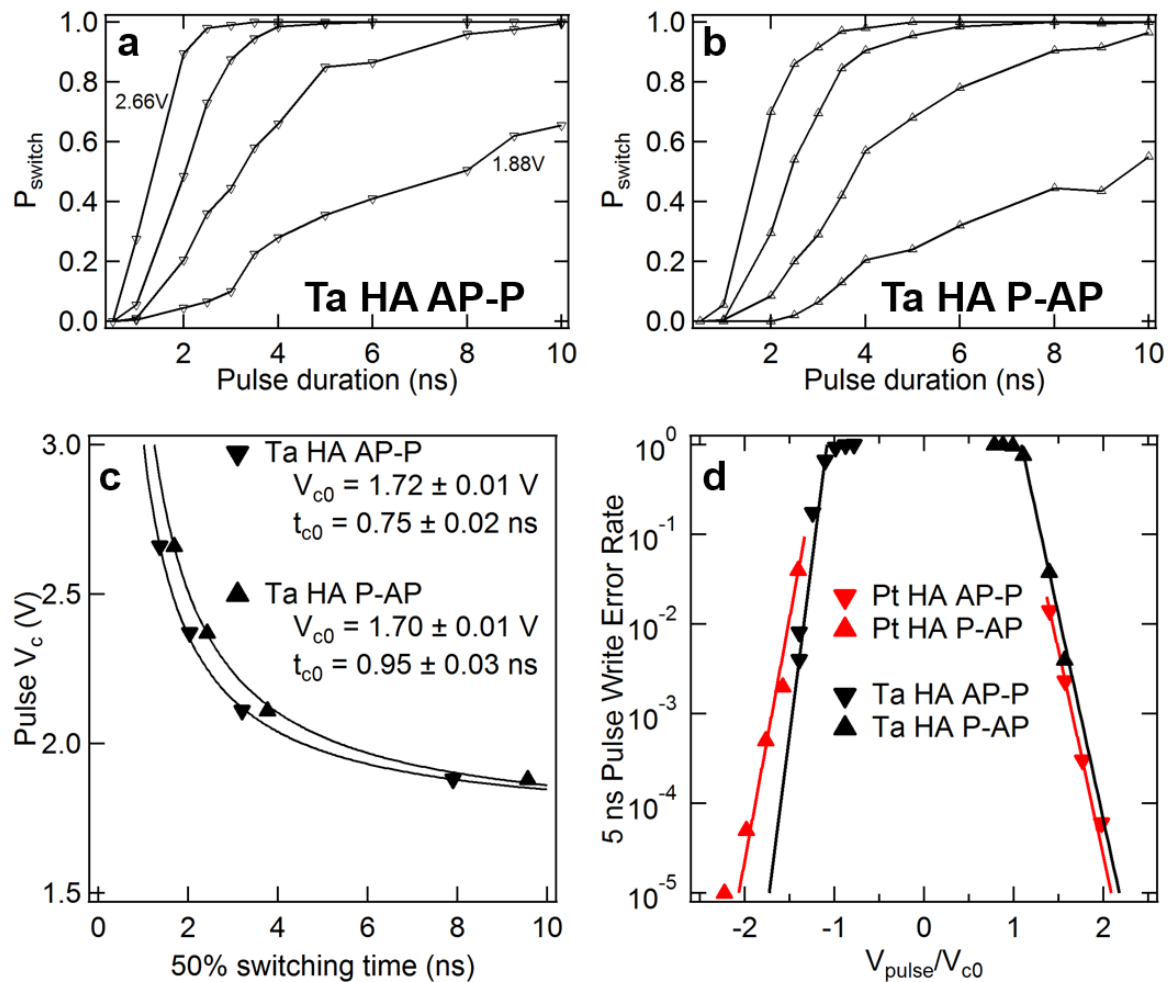 a
1.0
0.8
0.6
0.4
0.2
0.0
P_switch
2.66V
1.88V
Ta HA AP-P
2
4
6
8
10
Pulse duration (ns)
b
1.0
0.8
0.6
0.4
0.2
0.0
P_switch
Ta HA P-AP
2
4
6
8
10
Pulse duration (ns)
c
3.0
2.5
2.0
1.5
Pulse V_c (V)
Ta HA AP-P
V_c0 = 1.72 ± 0.01 V
t_c0 = 0.75 ± 0.02 ns
Ta HA P-AP
V_c0 = 1.70 ± 0.01 V
t_c0 = 0.95 ± 0.03 ns
0
2
4
6
8
10
50% switching time (ns)
d
10^0
10^-1
10^-2
10^-3
10^-4
10^-5
5 ns Pulse Write Error Rate
Pt HA AP-P
Pt HA P-AP
Ta HA AP-P
Ta HA P-AP
-2
-1
0
1
2
V_pulse/V_c0